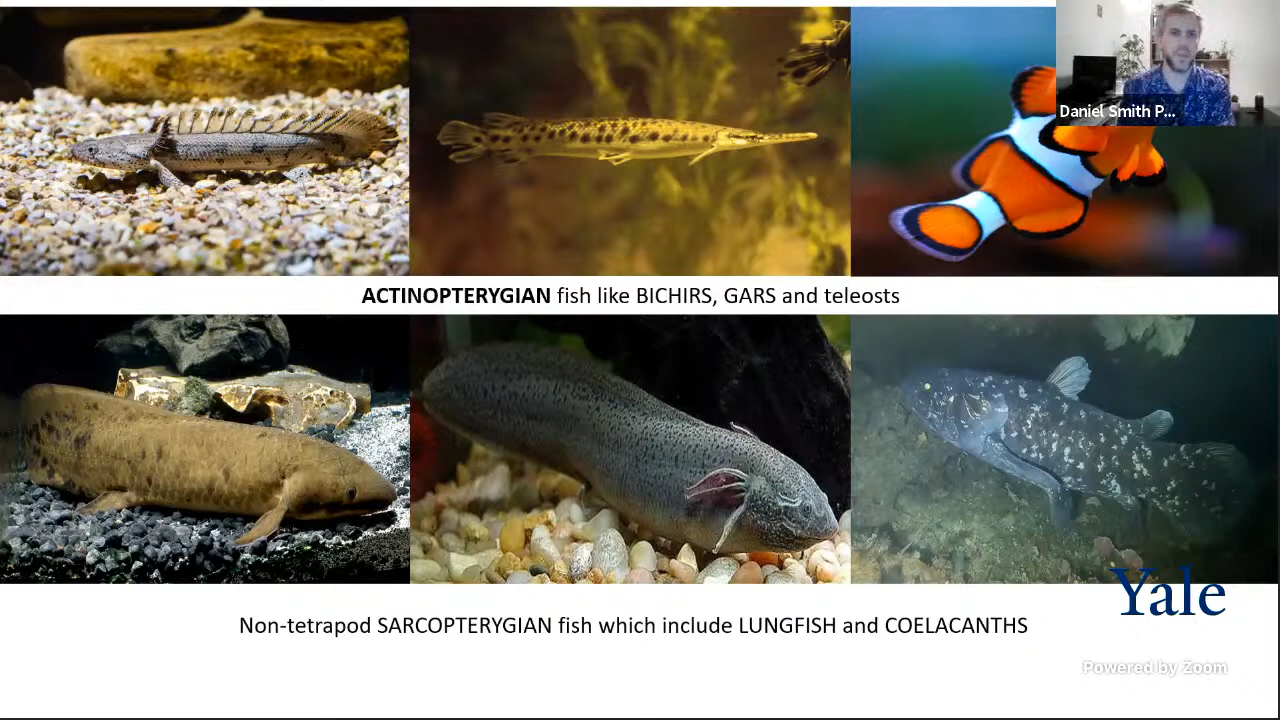 Daniel Smith P...
ACTINOPTERYGIAN fish like BICHIRS, GARS and teleosts
Yale
Non-tetrapod SARCOPTERYGIAN fish which include LUNGFISH and COELACANTHS
Powered by Zoom